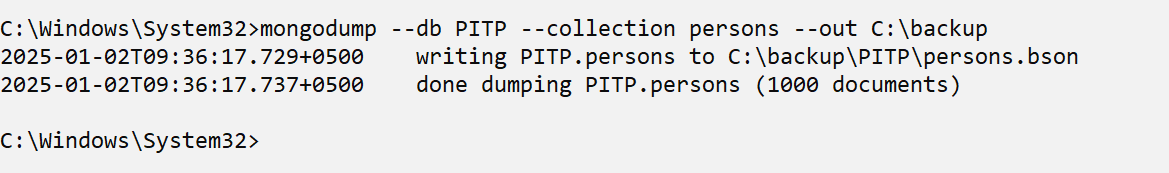 C:\Windows\System32>mongodump --db PITP --collection persons --out C:\backup
2025-01-02T09:36:17.729+0500    writing PITP.persons to C:\backup\PITP\persons.bson
2025-01-02T09:36:17.737+0500    done dumping PITP.persons (1000 documents)
C:\Windows\System32>